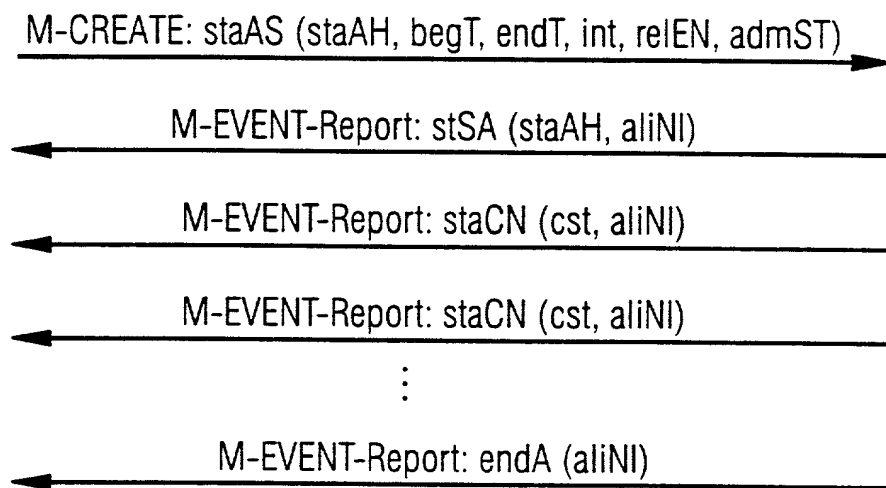 M-CREATE: staAS (staAH, begT, endT, int, relEN, admST)
M-EVENT-Report: stSA (staAH, aliNI)
M-EVENT-Report: staCN (cst, aliNI)
M-EVENT-Report: staCN (cst, aliNI)
⋮
M-EVENT-Report: endA (aliNI)